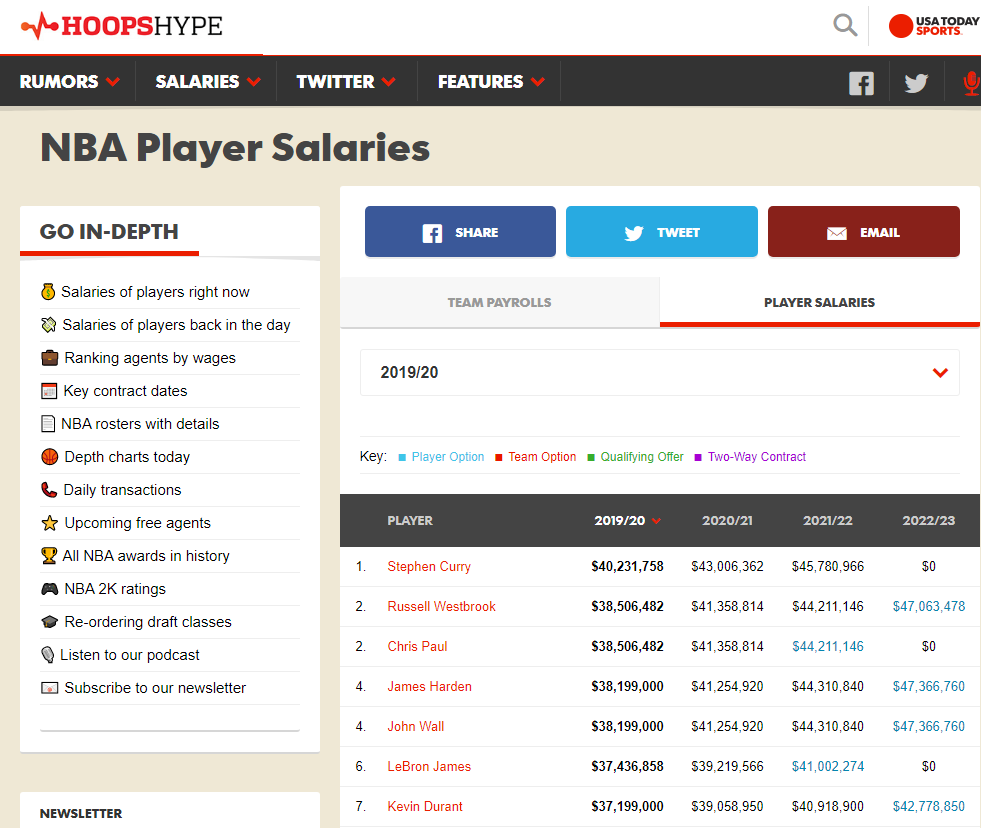 HOOPSHYPE
USA TODAY
SPORTS
RUMORS SALARIES TWITTER FEATURES
NBA Player Salaries
GO IN-DEPTH
Salaries of players right now
Salaries of players back in the day
Ranking agents by wages
Key contract dates
NBA rosters with details
Depth charts today
Daily transactions
Upcoming free agents
All NBA awards in history
NBA 2K ratings
Re-ordering draft classes
Listen to our podcast
Subscribe to our newsletter
NEWSLETTER
SHARE TWEET EMAIL
TEAM PAYROLLS PLAYER SALARIES
2019/20
Key: Player Option Team Option Qualifying Offer Two-Way Contract
PLAYER 2019/20 2020/21 2021/22 2022/23
1. Stephen Curry $40,231,758 $43,006,362 $45,780,966 $0
2. Russell Westbrook $38,506,482 $41,358,814 $44,211,146 $47,063,478
2. Chris Paul $38,506,482 $41,358,814 $44,211,146 $0
4. James Harden $38,199,000 $41,254,920 $44,310,840 $47,366,760
4. John Wall $38,199,000 $41,254,920 $44,310,840 $47,366,760
6. LeBron James $37,436,858 $39,219,566 $41,002,274 $0
7. Kevin Durant $37,199,000 $39,058,950 $40,918,900 $42,778,850